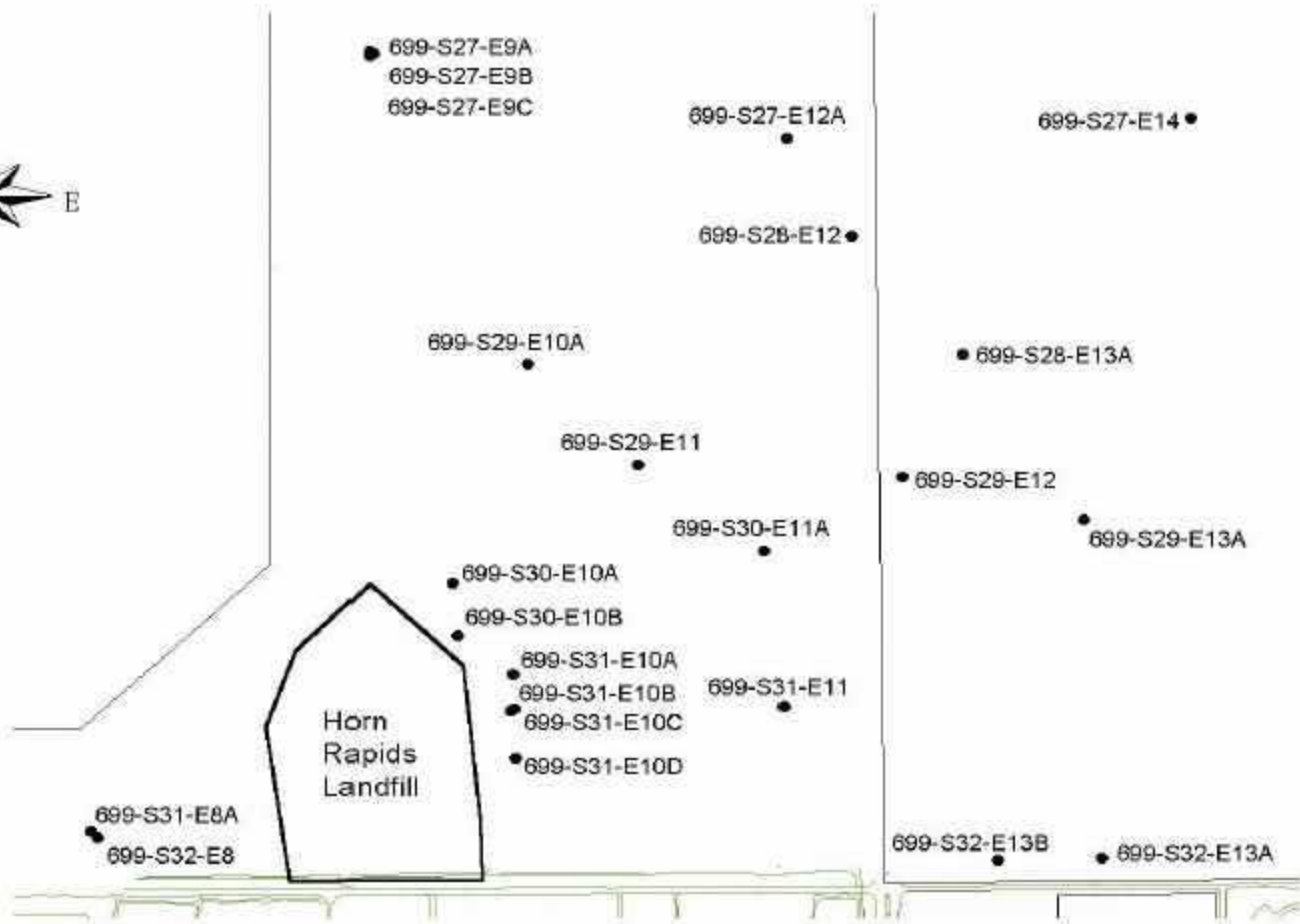 699-S27-E9A
699-S27-E9B
699-S27-E9C
699-S27-E12A
699-S27-E14
E
699-S28-E12
699-S29-E10A
699-S28-E13A
699-S29-E11
699-S29-E12
699-S30-E11A
699-S29-E13A
699-S30-E10A
699-S30-E10B
699-S31-E10A
699-S31-E10B
699-S31-E11
699-S31-E10C
Horn
Rapids
Landfill
699-S31-E10D
699-S31-E8A
699-S32-E8
699-S32-E13B
699-S32-E13A